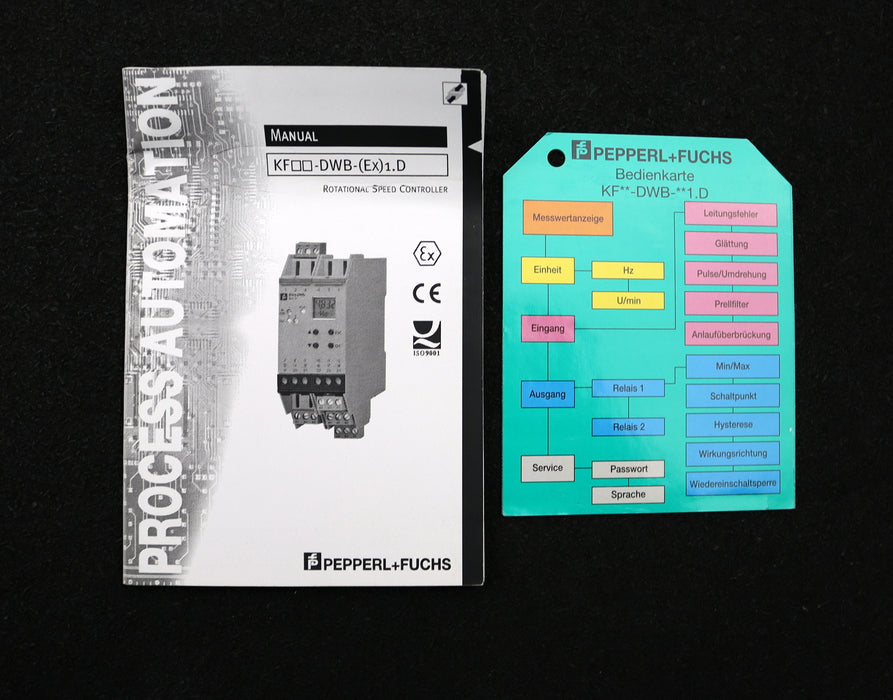 PROCESS AUTOMATION
MANUAL
KF□□-DWB-(EX)1.D
ROTATIONAL SPEED CONTROLLER
Ex
CE
ISO9001
PEPPERL+FUCHS
PEPPERL+FUCHS
Bedienkarte
KF**-DWB-**1.D
Messwertanzeige
Einheit
Hz
U/min
Eingang
Leitungsfehler
Glättung
Pulse/Umdrehung
Prellfilter
Anlaufüberbrückung
Ausgang
Relais 1
Relais 2
Min/Max
Schaltpunkt
Hysterese
Wirkungsrichtung
Wiedereinschaltsperre
Service
Passwort
Sprache